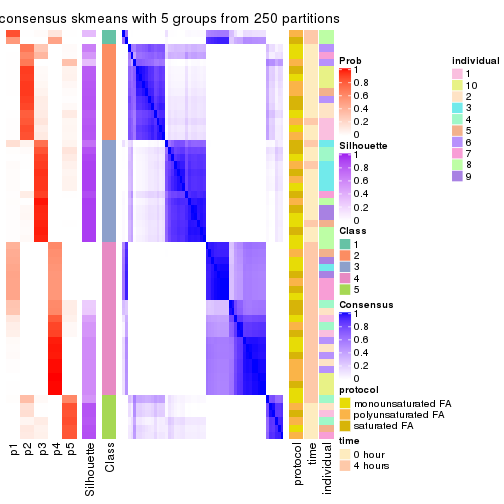 consensus skmeans with 5 groups from 250 partitions
Prob
1
0.8
0.6
0.4
0.2
0
Silhouette
1
0.8
0.6
0.4
0.2
0
Class
1
2
3
4
5
Consensus
1
0.8
0.6
0.4
0.2
0
protocol
monounsaturated FA
polyunsaturated FA
saturated FA
time
0 hour
4 hours
individual
1
10
2
3
4
5
6
7
8
9
p1
p2
p3
p4
p5
Silhouette
Class
protocol
time
individual